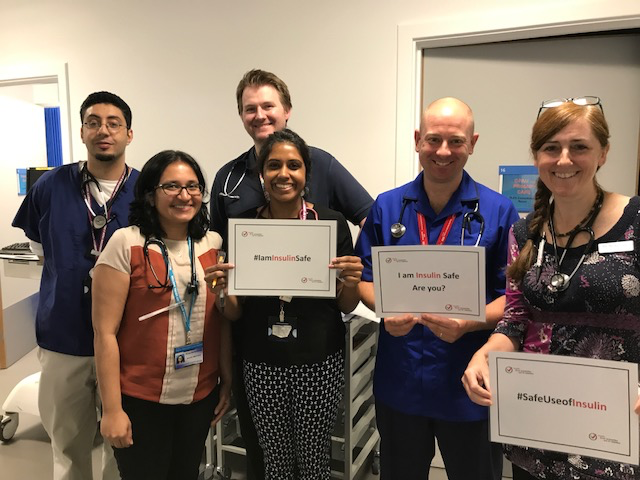 #IamInsulinSafe
I am Insulin Safe
Are you?
#SafeUseofInsulin